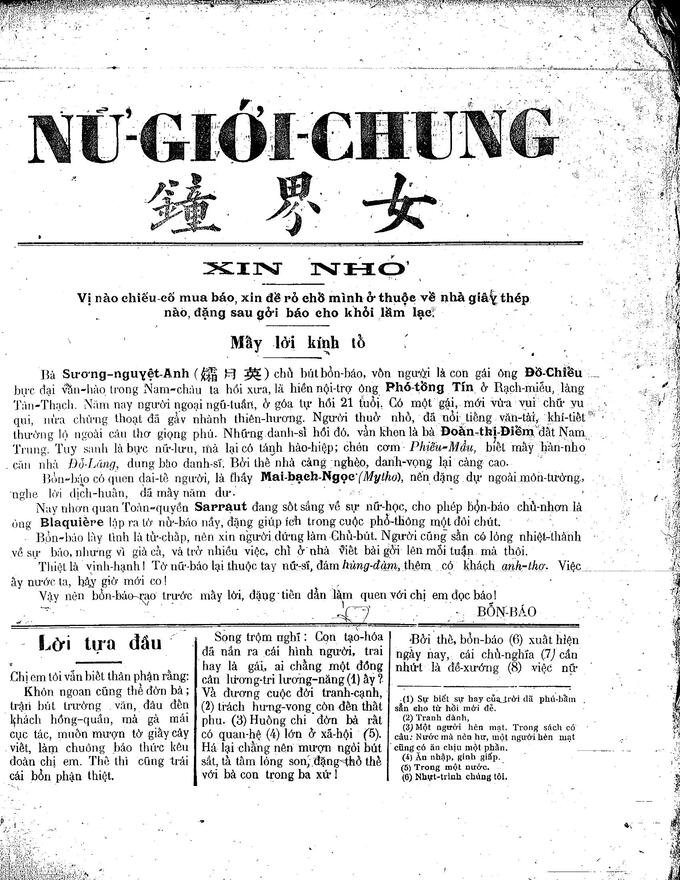 NỮ-GIỚI-CHUNG
鐘 界 女
XIN NHỚ
Vị nào chiếu-cố mua báo, xin đề rỏ chổ mình ở thuộc về nhà giây thép
nào, đặng sau gởi báo cho khỏi lầm lạc.
Mấy lời kính tỏ
Bà Sương-nguyệt-Anh (孀月英) chủ bút bổn-báo, vốn người là con gái ông Đồ-Chiểu
bực đại văn-hào trong Nam-châu ta hồi xưa, là hiền nội-trợ ông Phó-tổng Tín ở Rạch-miễu, làng
Tân-Thạch. Năm nay người ngoại ngũ-tuần, ở góa tự hồi 21 tuổi. Có một gái, mới vừa vui chữ vu
qui, nửa chừng thoạt đã gảy nhành thiên-hương. Người thuở nhỏ, đã nổi tiếng văn-tài, khí-tiết
thường lộ ngoài câu thơ giọng phú. Những danh-sĩ hồi đó, vẫn khen là bà Đoàn-thị-Điểm đất Nam
Trung. Tuy sanh là bực nữ-lưu, mà lại có tánh hào-hiệp; chén cơm Phiếu-Mẩu, biết mấy hàn-nho
căn nhà Đỗ-Lăng, dung bao danh-sĩ. Bởi thế nhà càng nghèo, danh-vọng lại càng cao.
Bổn-báo có quen dai-tê người, là thầy Mai-bạch-Ngọc (Mytho), nên đặng dự ngoài môn-tường,
nghe lời dịch-huấn, đã mấy năm dư.
Nay nhơn quan Toàn-quyền Sarraut đang sốt sắng về sự nữ-học, cho phép bổn-báo chủ-nhơn là
ông Blaquière lập ra tờ nữ-báo nầy, đặng giúp ích trong cuộc phổ-thông một đôi chút.
Bổn-báo lấy tình là từ-chấp, nên xin người đứng làm Chủ-bút. Người cũng sẵn có lòng nhiệt-thành
về sự báo, nhưng vì già cả, và trở nhiều việc, chỉ ở nhà viết bài gởi lên mỗi tuần mà thôi.
Thiệt là vinh-hạnh! Tờ nữ-báo lại thuộc tay nữ-sĩ, đám hùng-đàm, thêm có khách anh-thơ. Việc
ấy nước ta, bây giờ mới co!
Vậy nên bổn-báo rao trước mấy lời, đặng tiến dẫn làm quen với chị em đọc báo!
BỔN-BÁO
Lời tựa đầu
Chị em tôi vẫn biết thân phận rằng:
Khôn ngoan cũng thể đờn bà;
trận bút trường văn, đâu đến
khách hồng-quần, mà gà mái
cục tác, muốn mượn tờ giấy cây
viết, làm chuông báo thức kêu
đoàn chị em. Thế thì cũng trái
cái bổn phận thiệt.
Song trộm nghĩ: Con tạo-hóa
đã nắn ra cái hình người, trai
hay là gái, ai chẳng một đồng
cân lương-tri lương-năng (1) ấy?
Và đương cuộc đời tranh-cạnh,
(2) trách hưng-vong còn đến thất
phu. (3) Huống chi đờn bà rất
có quan-hệ (4) lớn ở xã-hội (5).
Há lại chẳng nên mượn ngòi bút
sắt, tả tấm lòng son, đặng thỏ thẻ
với bà con trong ba xứ!
Bởi thế, bổn-báo (6) xuất hiện
ngày nay, cái chủ-nghĩa (7) cần
nhứt là đề-xướng (8) việc nữ
(1) Sự biết sự hay của trời đã phú-bẩm
sẵn cho từ hồi mới đẻ.
(2) Tranh dành,
(3) Một người hèn mạt. Trong sách có
câu: Nước mà nên hư, một người hèn mạt
cũng có ăn chịu một phần.
(4) Ăn nhập, gính gíắp.
(5) Trong một nước.
(6) Nhựt-trình chúng tôi.